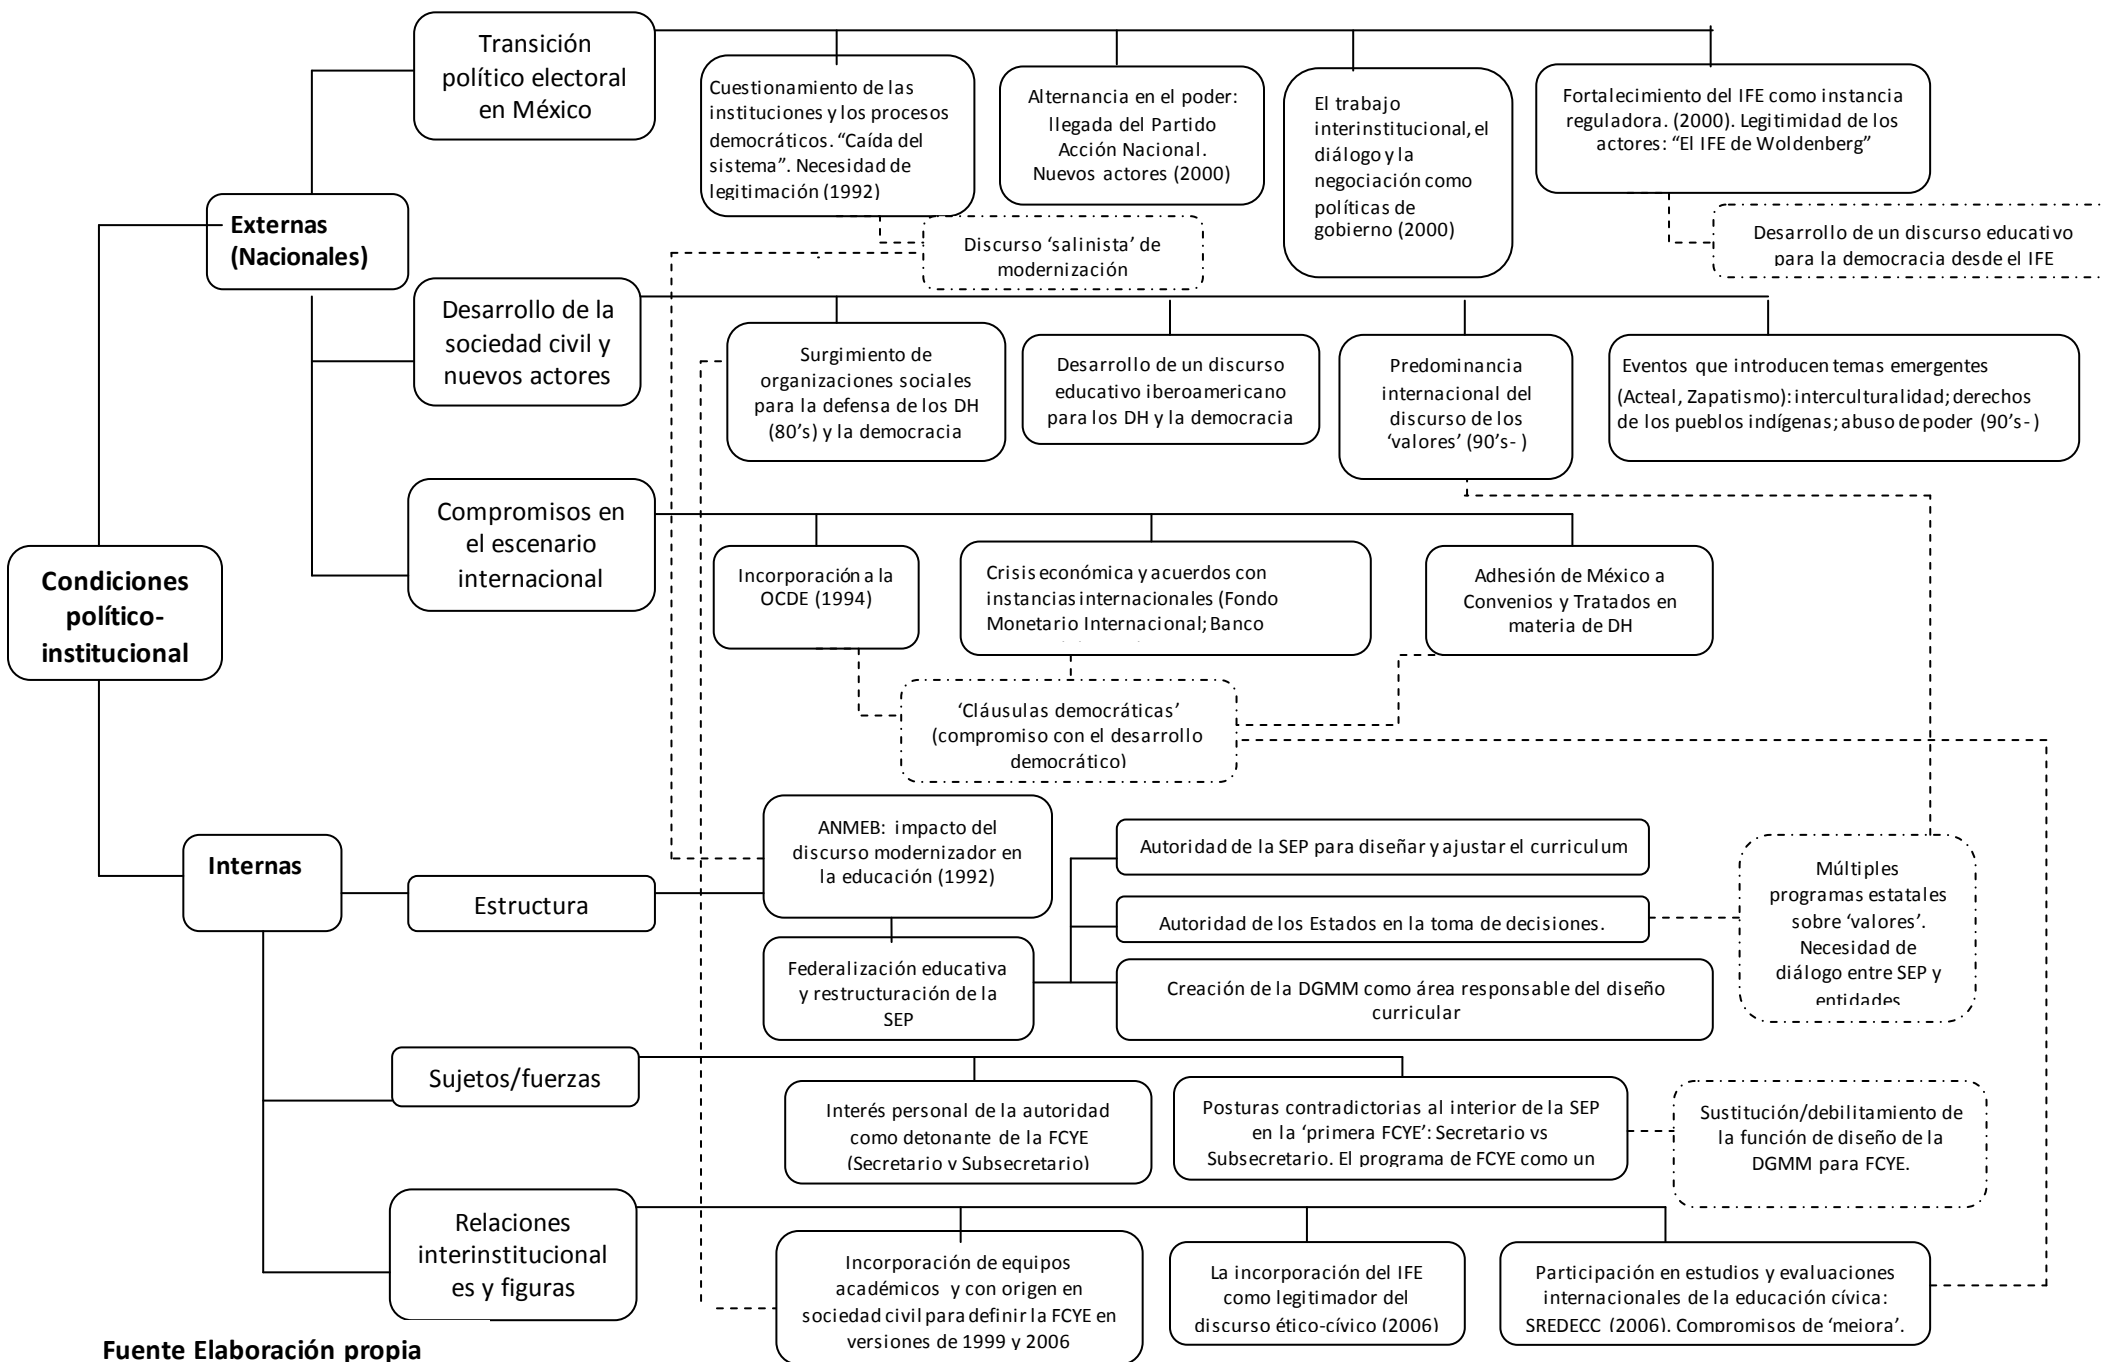 Transición
político electoral
en México
Cuestionamiento de las
instituciones y los procesos
democráticos. “Caída del
sistema”. Necesidad de
legitimación (1992)
Alternancia en el poder:
llegada del Partido
Acción Nacional.
Nuevos actores (2000)
El trabajo
interinstitucional, el
diálogo y la
negociación como
políticas de
gobierno (2000)
Fortalecimiento del IFE como instancia
reguladora. (2000). Legitimidad de los
actores: “El IFE de Woldenberg”
Externas
(Nacionales)
Discurso ‘salinista’ de
modernización
Desarrollo de un discurso educativo
para la democracia desde el IFE
Desarrollo de la
sociedad civil y
nuevos actores
Surgimiento de
organizaciones sociales
para la defensa de los DH
(80’s) y la democracia
Desarrollo de un discurso
educativo iberoamericano
para los DH y la democracia
Predominancia
internacional del
discurso de los
‘valores’ (90’s- )
Eventos que introducen temas emergentes
(Acteal, Zapatismo): interculturalidad; derechos
de los pueblos indígenas; abuso de poder (90’s- )
Compromisos en
el escenario
internacional
Incorporación a la
OCDE (1994)
Crisis económica y acuerdos con
instancias internacionales (Fondo
Monetario Internacional; Banco
Adhesión de México a
Convenios y Tratados en
materia de DH
Condiciones
político-
institucional
‘Cláusulas democráticas’
(compromiso con el desarrollo
democrático)
Internas
Estructura
ANMEB: impacto del
discurso modernizador en
la educación (1992)
Autoridad de la SEP para diseñar y ajustar el curriculum
Autoridad de los Estados en la toma de decisiones.
Federalización educativa
y restructuración de la
SEP
Creación de la DGMM como área responsable del diseño
curricular
Múltiples
programas estatales
sobre ‘valores’.
Necesidad de
diálogo entre SEP y
entidades
Sujetos/fuerzas
Interés personal de la autoridad
como detonante de la FCYE
(Secretario y Subsecretario)
Posturas contradictorias al interior de la SEP
en la ‘primera FCYE’: Secretario vs
Subsecretario. El programa de FCYE como un
Sustitución/debilitamiento de
la función de diseño de la
DGMM para FCYE.
Relaciones
interinstitucional
es y figuras
Incorporación de equipos
académicos y con origen en
sociedad civil para definir la FCYE en
versiones de 1999 y 2006
La incorporación del IFE
como legitimador del
discurso ético-cívico (2006)
Participación en estudios y evaluaciones
internacionales de la educación cívica:
SREDECC (2006). Compromisos de ‘mejora’.
Fuente Elaboración propia